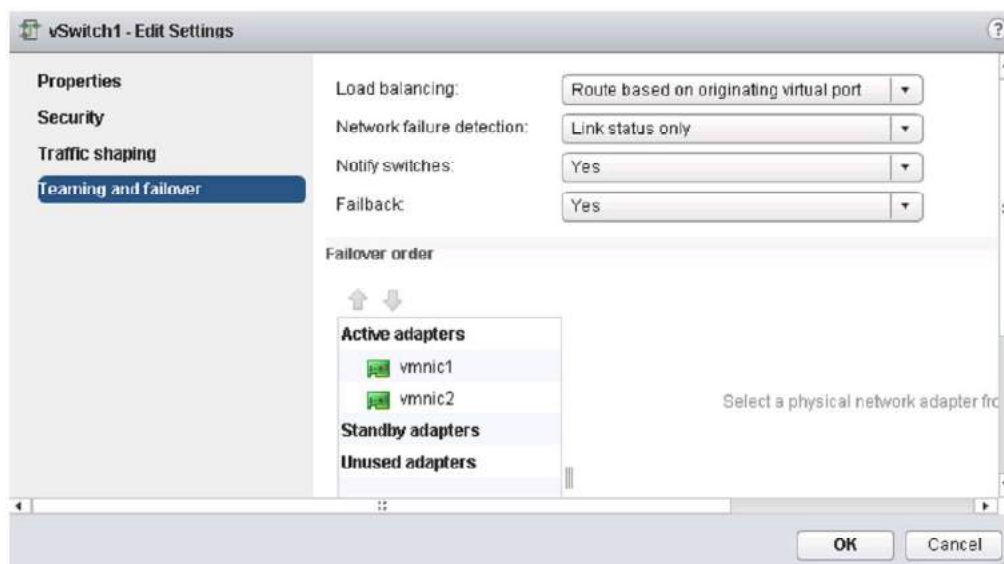 vSwitch1 - Edit Settings
?
Properties
Security
Traffic shaping
Teaming and failover
Load balancing: Route based on originating virtual port
Network failure detection: Link status only
Notify switches: Yes
Failback: Yes
Failover order
Active adapters
vmnic1
vmnic2
Standby adapters
Unused adapters
Select a physical network adapter fro
OK Cancel